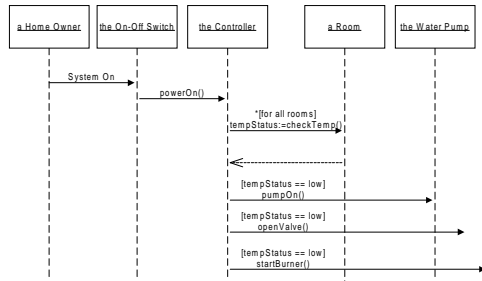 a Home Owner
the On-Off Switch
the Controller
a Room
the Water Pump
System On
powerOn()
*[for all rooms]
tempStatus:=checkTemp()
[tempStatus == low]
pumpOn()
[tempStatus == low]
openValve()
[tempStatus == low]
startBurner()